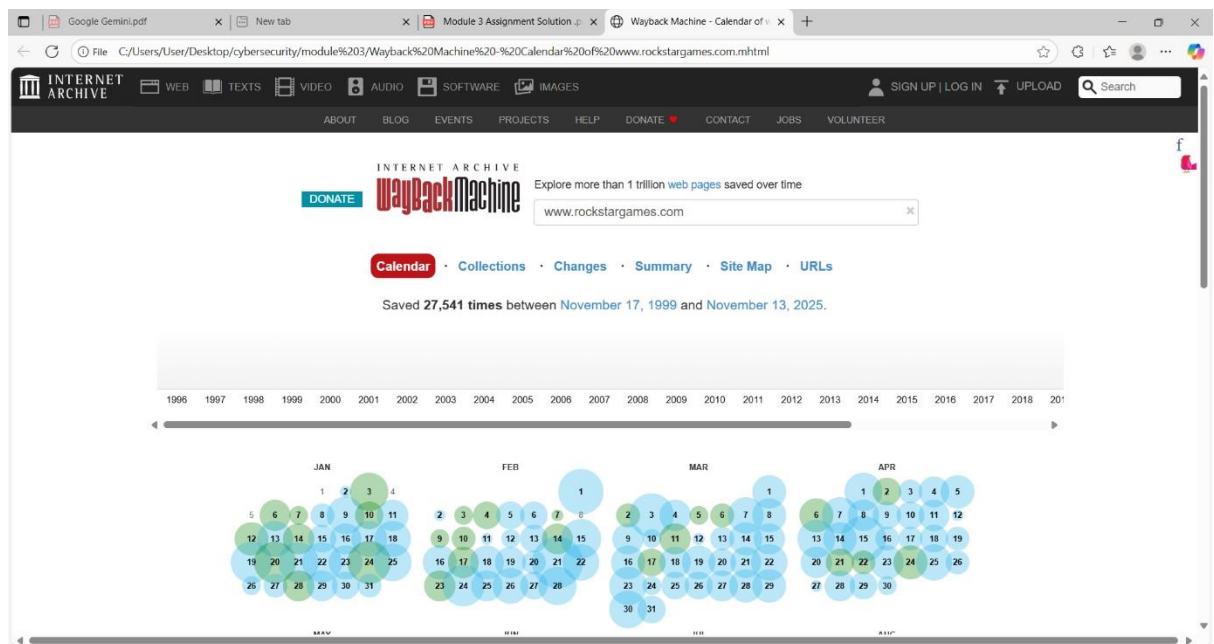 Google Gemini.pdf
New tab
Module 3 Assignment Solution .p
Wayback Machine - Calendar of w
File C:/Users/User/Desktop/cybersecurity/module%203/Wayback%20Machine%20-%20Calendar%20of%20www.rockstargames.com.mhtml
INTERNET ARCHIVE WEB TEXTS VIDEO AUDIO SOFTWARE IMAGES SIGN UP | LOG IN UPLOAD Search
ABOUT BLOG EVENTS PROJECTS HELP DONATE CONTACT JOBS VOLUNTEER
f
DONATE
INTERNET ARCHIVE
WayBackMachine
Explore more than 1 trillion web pages saved over time
www.rockstargames.com
Calendar · Collections · Changes · Summary · Site Map · URLs
Saved 27,541 times between November 17, 1999 and November 13, 2025.
1996 1997 1998 1999 2000 2001 2002 2003 2004 2005 2006 2007 2008 2009 2010 2011 2012 2013 2014 2015 2016 2017 2018 201
JAN
1 2 3 4
5 6 7 8 9 10 11
12 13 14 15 16 17 18
19 20 21 22 23 24 25
26 27 28 29 30 31
FEB
1
2 3 4 5 6 7 8
9 10 11 12 13 14 15
16 17 18 19 20 21 22
23 24 25 26 27 28
MAR
1
2 3 4 5 6 7 8
9 10 11 12 13 14 15
16 17 18 19 20 21 22
23 24 25 26 27 28 29
30 31
APR
1 2 3 4 5
6 7 8 9 10 11 12
13 14 15 16 17 18 19
20 21 22 23 24 25 26
27 28 29 30